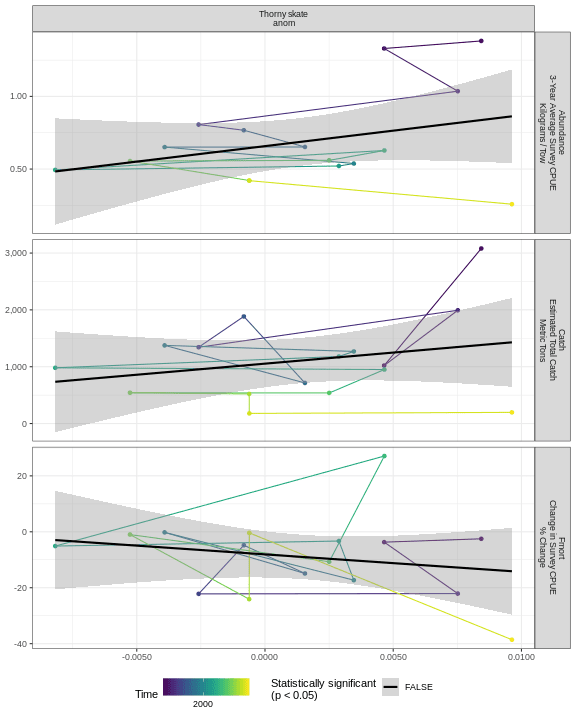 Thorny skate
anom
1.00
0.50
Abundance
3-Year Average Survey CPUE
Kilograms / Tow
3,000
2,000
1,000
0
Catch
Estimated Total Catch
Metric Tons
20
0
-20
-40
Fmort
Change in Survey CPUE
% Change
-0.0050 0.0000 0.0050 0.0100
Time
2000
Statistically significant
(p < 0.05)
FALSE